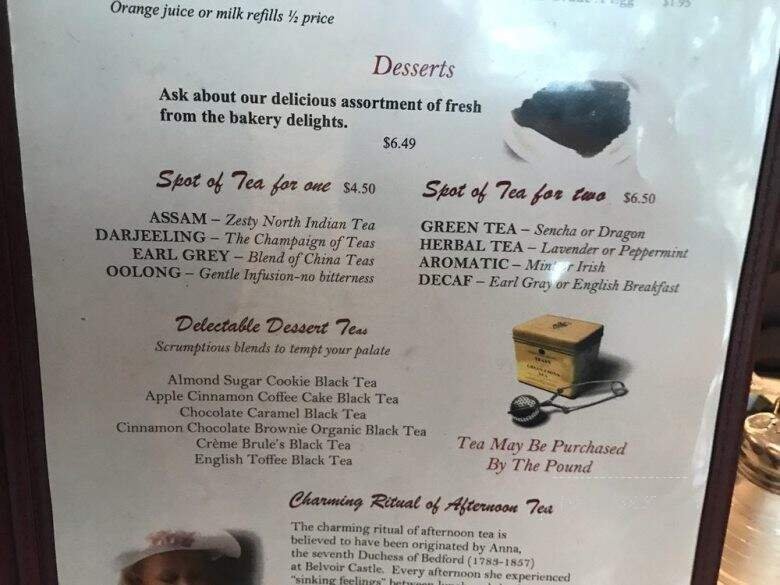 Orange juice or milk refills ½ price
$1.95
Desserts
Ask about our delicious assortment of fresh
from the bakery delights.
$6.49
Spot of Tea for one $4.50
ASSAM – Zesty North Indian Tea
DARJEELING – The Champaign of Teas
EARL GREY – Blend of China Teas
OOLONG – Gentle Infusion-no bitterness
Spot of Tea for two $6.50
GREEN TEA – Sencha or Dragon
HERBAL TEA – Lavender or Peppermint
AROMATIC – Mint or Irish
DECAF – Earl Gray or English Breakfast
Delectable Dessert Teas
Scrumptious blends to tempt your palate
Almond Sugar Cookie Black Tea
Apple Cinnamon Coffee Cake Black Tea
Chocolate Caramel Black Tea
Cinnamon Chocolate Brownie Organic Black Tea
Crème Brule's Black Tea
English Toffee Black Tea
Tea May Be Purchased
By The Pound
Charming Ritual of Afternoon Tea
The charming ritual of afternoon tea is
believed to have been originated by Anna,
the seventh Duchess of Bedford (1783-1857)
at Belvoir Castle. Every afternoon she experienced
"sinking feelings" between